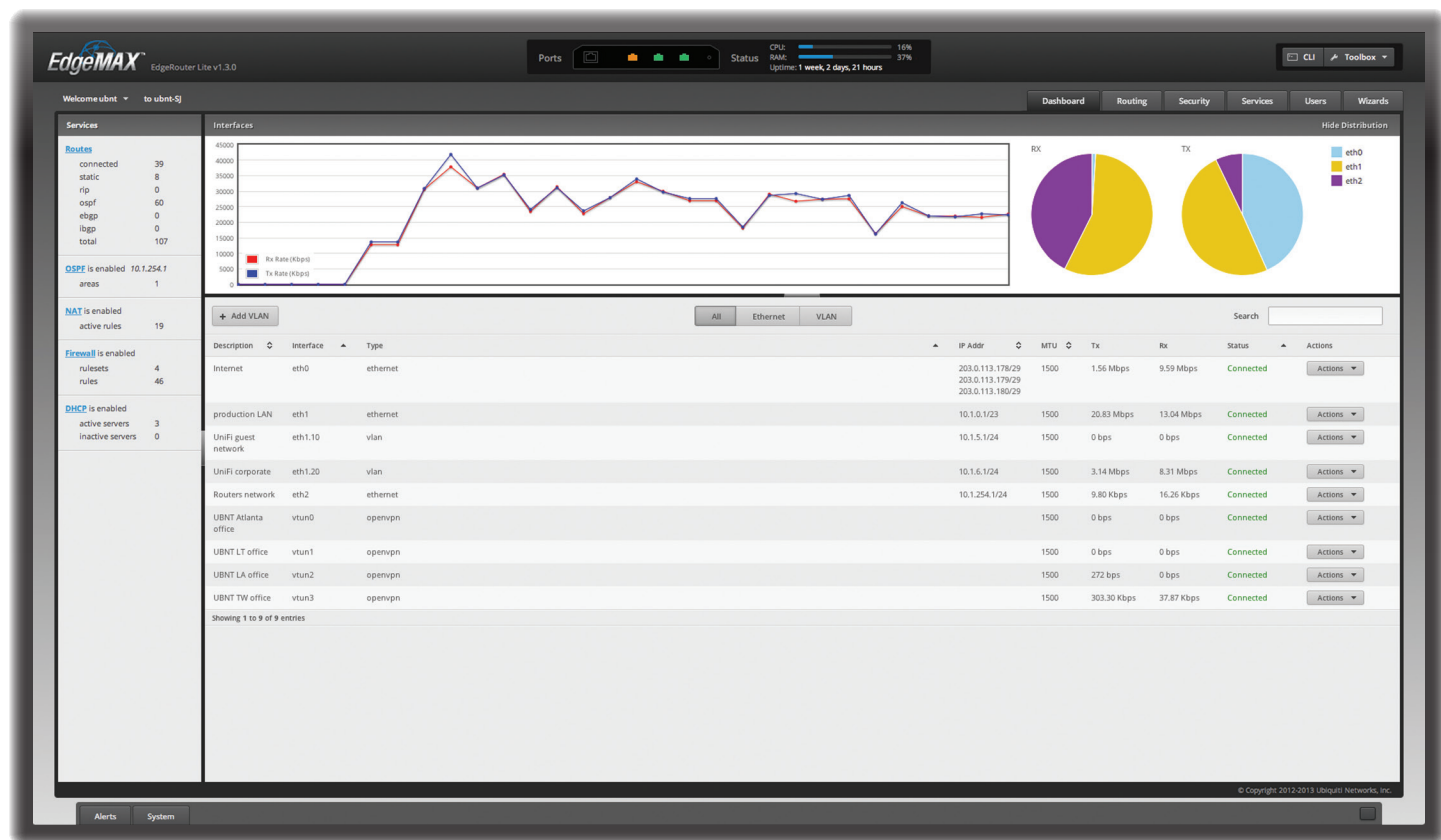 EdgeMAX™ EdgeRouter Lite v1.3.0
Ports
Status
CPU: 16%
RAM: 37%
Uptime: 1 week, 2 days, 21 hours
CLI
Toolbox
Welcome ubnt to ubnt-SJ
Dashboard Routing Security Services Users Wizards
Services
Routes
connected 39
static 8
rip 0
ospf 60
ebgp 0
ibgp 0
total 107
OSPF is enabled 10.1.254.1
areas 1
NAT is enabled
active rules 19
Firewall is enabled
rulesets 4
rules 46
DHCP is enabled
active servers 3
inactive servers 0
Interfaces Hide Distribution
45000
40000
35000
30000
25000
20000
15000
10000
5000
0
Rx Rate (Kbps)
Tx Rate (Kbps)
RX
TX
eth0
eth1
eth2
+ Add VLAN
All Ethernet VLAN
Search
Description Interface Type IP Addr MTU Tx Rx Status Actions
Internet eth0 ethernet 203.0.113.178/29 1500 1.56 Mbps 9.59 Mbps Connected Actions
203.0.113.179/29
203.0.113.180/29
production LAN eth1 ethernet 10.1.0.1/23 1500 20.83 Mbps 13.04 Mbps Connected Actions
UniFi guest eth1.10 vlan 10.1.5.1/24 1500 0 bps 0 bps Connected Actions
network
UniFi corporate eth1.20 vlan 10.1.6.1/24 1500 3.14 Mbps 8.31 Mbps Connected Actions
Routers network eth2 ethernet 10.1.254.1/24 1500 9.80 Kbps 16.26 Kbps Connected Actions
UBNT Atlanta vtun0 openvpn 1500 0 bps 0 bps Connected Actions
office
UBNT LT office vtun1 openvpn 1500 0 bps 0 bps Connected Actions
UBNT LA office vtun2 openvpn 1500 272 bps 0 bps Connected Actions
UBNT TW office vtun3 openvpn 1500 303.30 Kbps 37.87 Kbps Connected Actions
Showing 1 to 9 of 9 entries
© Copyright 2012-2013 Ubiquiti Networks, Inc.
Alerts System